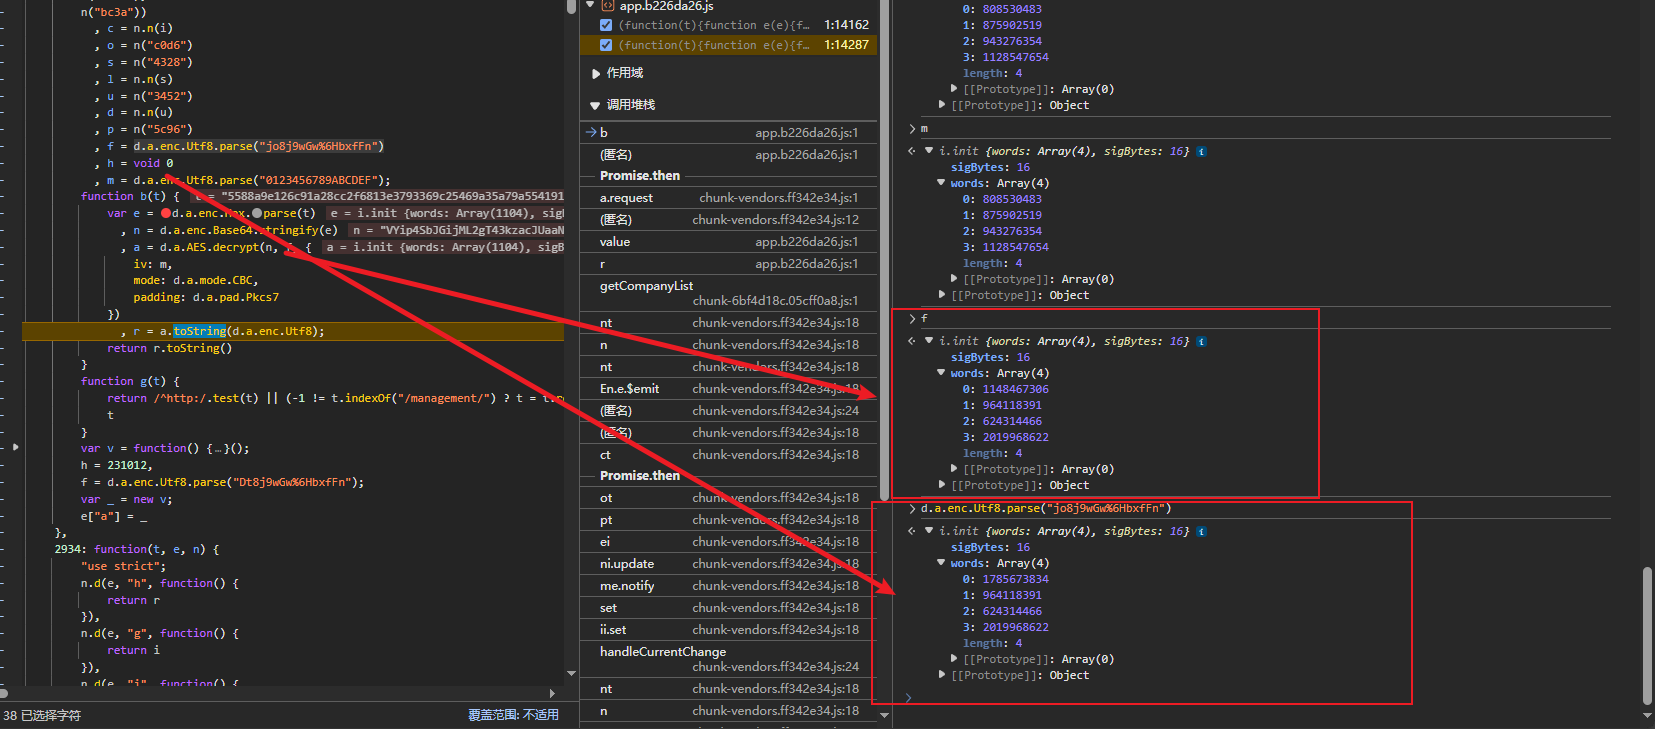 n("bc3a"))
, c = n.n(i)
, o = n("c0d6")
, s = n("4328")
, l = n.n(s)
, u = n("3452")
, d = n.n(u)
, p = n("5c96")
, f = d.a.enc.Utf8.parse("jo8j9wGw%6HbxfFn")
, h = void 0
, m = d.a.enc.Utf8.parse("0123456789ABCDEF");
function b(t) { t = "5588a9e126c91a28cc2f6813e3793369c25469a35a79a554191
var e = d.a.enc.Hex.parse(t) e = i.init {words: Array(1104), sig
, n = d.a.enc.Base64.stringify(e) n = "VYip4SbJGijML2gT43kzacJUaaN
, a = d.a.AES.decrypt(n, f, { a = i.init {words: Array(1104), sigB
iv: m,
mode: d.a.mode.CBC,
padding: d.a.pad.Pkcs7
})
, r = a.toString(d.a.enc.Utf8);
return r.toString()
}
function g(t) {
return /^http:/.test(t) || (-1 != t.indexOf("/management/") ? t = t.re
t
}
var v = function() {…}();
h = 231012,
f = d.a.enc.Utf8.parse("Dt8j9wGw%6HbxfFn");
var _ = new v;
e["a"] = _
},
2934: function(t, e, n) {
"use strict";
n.d(e, "h", function() {
return r
}),
n.d(e, "g", function() {
return i
}),
n.d(e, "i", function() {
38 已选择字符
覆盖范围: 不适用
app.b226da26.js
(function(t){function e(e){f… 1:14162
(function(t){function e(e){f… 1:14287
作用域
调用堆栈
b app.b226da26.js:1
(匿名) app.b226da26.js:1
Promise.then
a.request chunk-vendors.ff342e34.js:1
(匿名) chunk-vendors.ff342e34.js:12
value app.b226da26.js:1
r app.b226da26.js:1
getCompanyList
chunk-6bf4d18c.05cff0a8.js:1
nt chunk-vendors.ff342e34.js:18
n chunk-vendors.ff342e34.js:18
nt chunk-vendors.ff342e34.js:18
En.e.$emit chunk-vendors.ff342e34.js:18
(匿名) chunk-vendors.ff342e34.js:24
(匿名) chunk-vendors.ff342e34.js:18
ct chunk-vendors.ff342e34.js:18
Promise.then
ot chunk-vendors.ff342e34.js:18
pt chunk-vendors.ff342e34.js:18
ei chunk-vendors.ff342e34.js:18
ni.update chunk-vendors.ff342e34.js:18
me.notify chunk-vendors.ff342e34.js:18
set chunk-vendors.ff342e34.js:18
ii.set chunk-vendors.ff342e34.js:18
handleCurrentChange
chunk-vendors.ff342e34.js:24
nt chunk-vendors.ff342e34.js:18
n chunk-vendors.ff342e34.js:18
0: 808530483
1: 875902519
2: 943276354
3: 1128547654
length: 4
[[Prototype]]: Array(0)
[[Prototype]]: Object
m
i.init {words: Array(4), sigBytes: 16}
sigBytes: 16
words: Array(4)
0: 808530483
1: 875902519
2: 943276354
3: 1128547654
length: 4
[[Prototype]]: Array(0)
[[Prototype]]: Object
f
i.init {words: Array(4), sigBytes: 16}
sigBytes: 16
words: Array(4)
0: 1148467306
1: 964118391
2: 624314466
3: 2019968622
length: 4
[[Prototype]]: Array(0)
[[Prototype]]: Object
d.a.enc.Utf8.parse("jo8j9wGw%6HbxfFn")
i.init {words: Array(4), sigBytes: 16}
sigBytes: 16
words: Array(4)
0: 1785673834
1: 964118391
2: 624314466
3: 2019968622
length: 4
[[Prototype]]: Array(0)
[[Prototype]]: Object